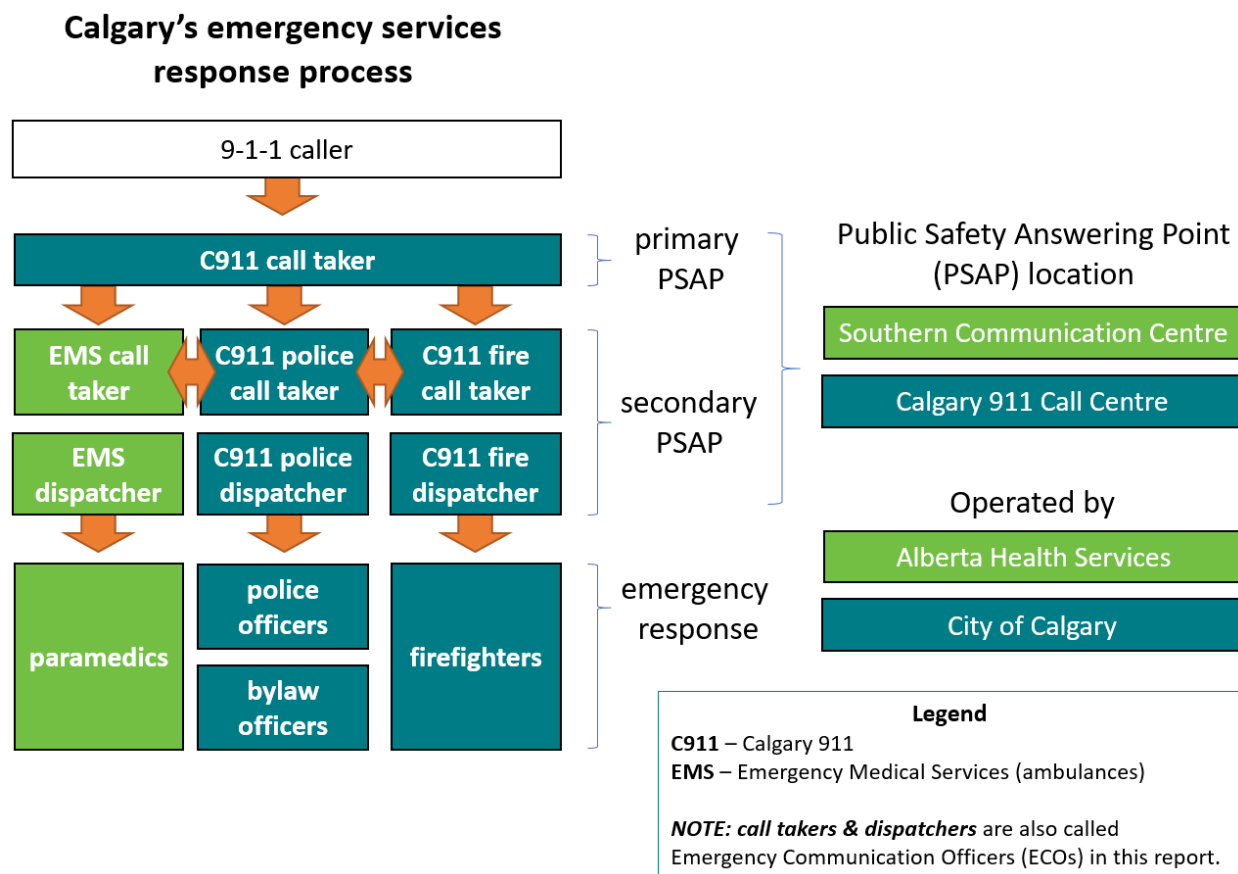 Calgary's emergency services
response process
9-1-1 caller
C911 call taker
primary
PSAP
EMS call
taker
C911 police
call taker
C911 fire
call taker
EMS
dispatcher
C911 police
dispatcher
C911 fire
dispatcher
secondary
PSAP
paramedics
police
officers
bylaw
officers
firefighters
emergency
response
Public Safety Answering Point
(PSAP) location
Southern Communication Centre
Calgary 911 Call Centre
Operated by
Alberta Health Services
City of Calgary
Legend
C911 – Calgary 911
EMS – Emergency Medical Services (ambulances)
NOTE: call takers & dispatchers are also called
Emergency Communication Officers (ECOs) in this report.